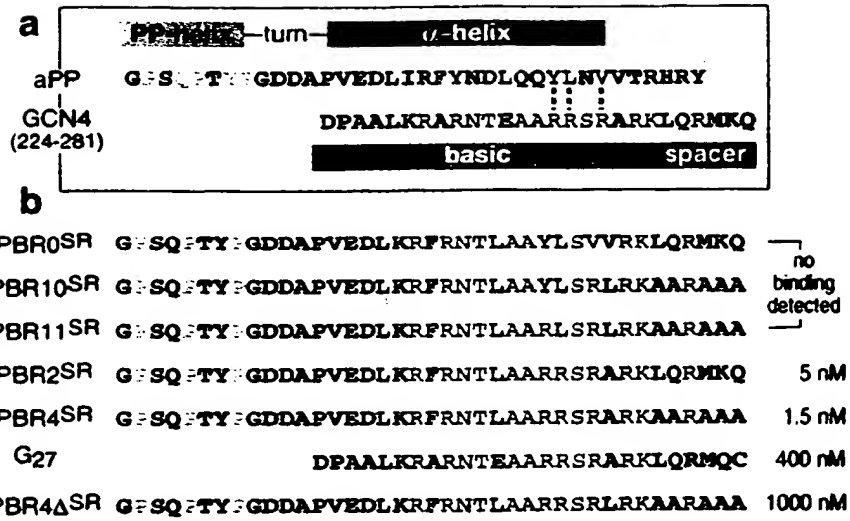 a
PP-helix turn α-helix
aPP G SQ TY GDDAPVEDLIRFYNDLQQYLNVVTRHRY
GCN4 DPAALKRARNTEAARRSRARKLQRMKQ
(224-281)
basic spacer
b
PBR0SR G SQ TY GDDAPVEDLKRFRNTLAAYLSVVRKLQRMKQ
no binding detected
PBR10SR G SQ TY GDDAPVEDLKRFRNTLAAYLSRLRKAARAAA
PBR11SR G SQ TY GDDAPVEDLKRFRNTLAARLSRLRKAARAAA
PBR2SR G SQ TY GDDAPVEDLKRFRNTLAARRSRARKLQRMKQ 5 nM
PBR4SR G SQ TY GDDAPVEDLKRFRNTLAARRSRARKAARAAA 1.5 nM
G27 DPAALKRARNTEAARRSRARKLQRMQC 400 nM
PBR4ΔSR G SQ TY GDDAPVEDLKRFRNTLAARRSRLRKAARAAA 1000 nM